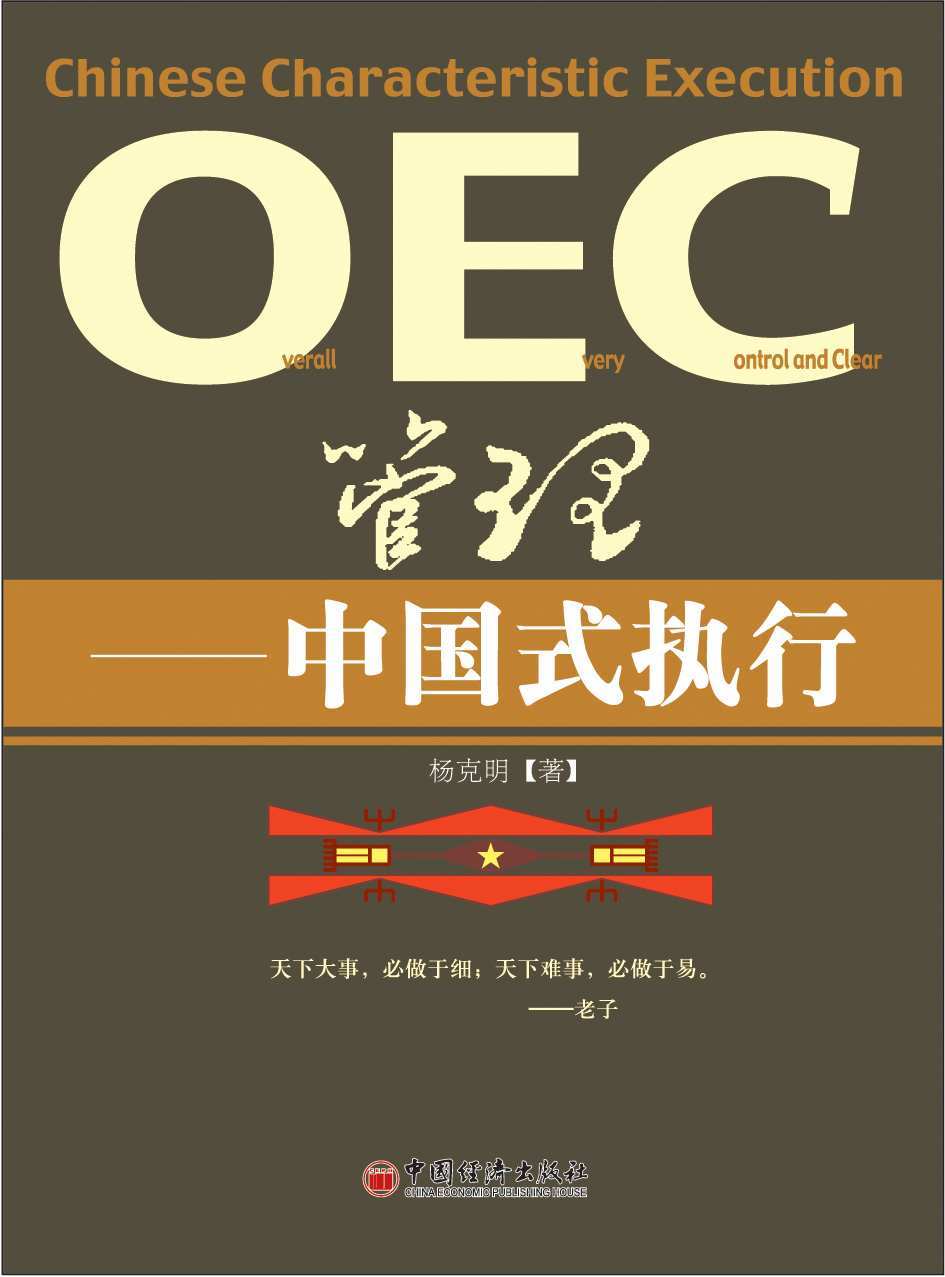 Chinese Characteristic Execution
OEC
verall very ontrol and Clear
管理
——中国式执行
杨克明【著】
天下大事，必做于细；天下难事，必做于易。
——老子
中国经济出版社
CHINA ECONOMIC PUBLISHING HOUSE